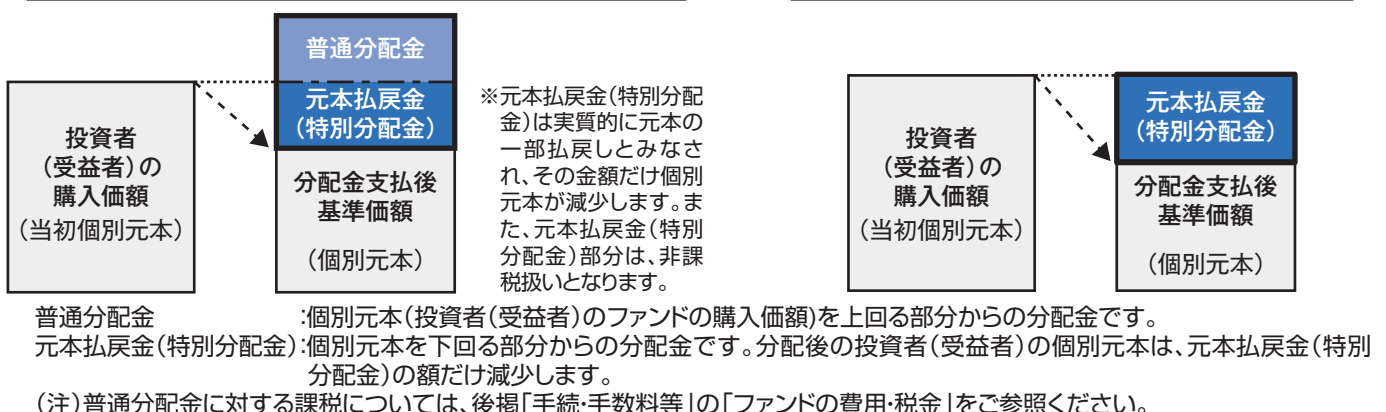 普通分配金
元本払戻金
(特別分配金)
投資者
(受益者)の
購入価額
(当初個別元本)
分配金支払後
基準価額
(個別元本)
※元本払戻金(特別分配
金)は実質的に元本の
一部払戻しとみなさ
れ、その金額だけ個別
元本が減少します。ま
た、元本払戻金(特別
分配金)部分は、非課
税扱いとなります。
投資者
(受益者)の
購入価額
(当初個別元本)
元本払戻金
(特別分配金)
分配金支払後
基準価額
(個別元本)
普通分配金 :個別元本(投資者(受益者)のファンドの購入価額)を上回る部分からの分配金です。
元本払戻金(特別分配金):個別元本を下回る部分からの分配金です。分配後の投資者(受益者)の個別元本は、元本払戻金(特別
分配金)の額だけ減少します。
(注)普通分配金に対する課税については、後掲「手続・手数料等」の「ファンドの費用・税金」をご参照ください。